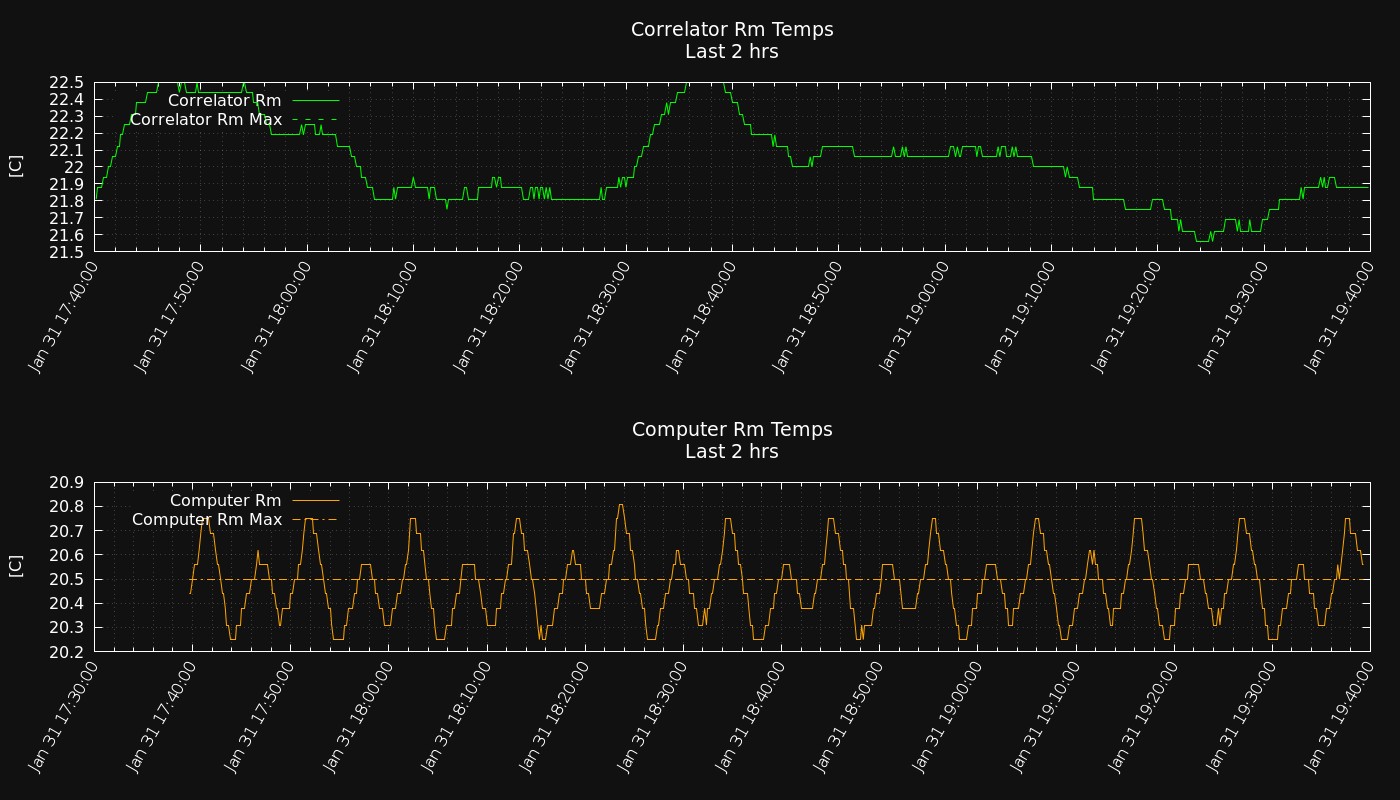 Correlator Rm Temps
Last 2 hrs
22.5
22.4
22.3
22.2
22.1
22
21.9
21.8
21.7
21.6
21.5
[C]
Correlator Rm
Correlator Rm Max
Jan 31 17:40:00
Jan 31 17:50:00
Jan 31 18:00:00
Jan 31 18:10:00
Jan 31 18:20:00
Jan 31 18:30:00
Jan 31 18:40:00
Jan 31 18:50:00
Jan 31 19:00:00
Jan 31 19:10:00
Jan 31 19:20:00
Jan 31 19:30:00
Jan 31 19:40:00
Computer Rm Temps
Last 2 hrs
20.9
20.8
20.7
20.6
20.5
20.4
20.3
20.2
[C]
Computer Rm
Computer Rm Max
Jan 31 17:30:00
Jan 31 17:40:00
Jan 31 17:50:00
Jan 31 18:00:00
Jan 31 18:10:00
Jan 31 18:20:00
Jan 31 18:30:00
Jan 31 18:40:00
Jan 31 18:50:00
Jan 31 19:00:00
Jan 31 19:10:00
Jan 31 19:20:00
Jan 31 19:30:00
Jan 31 19:40:00